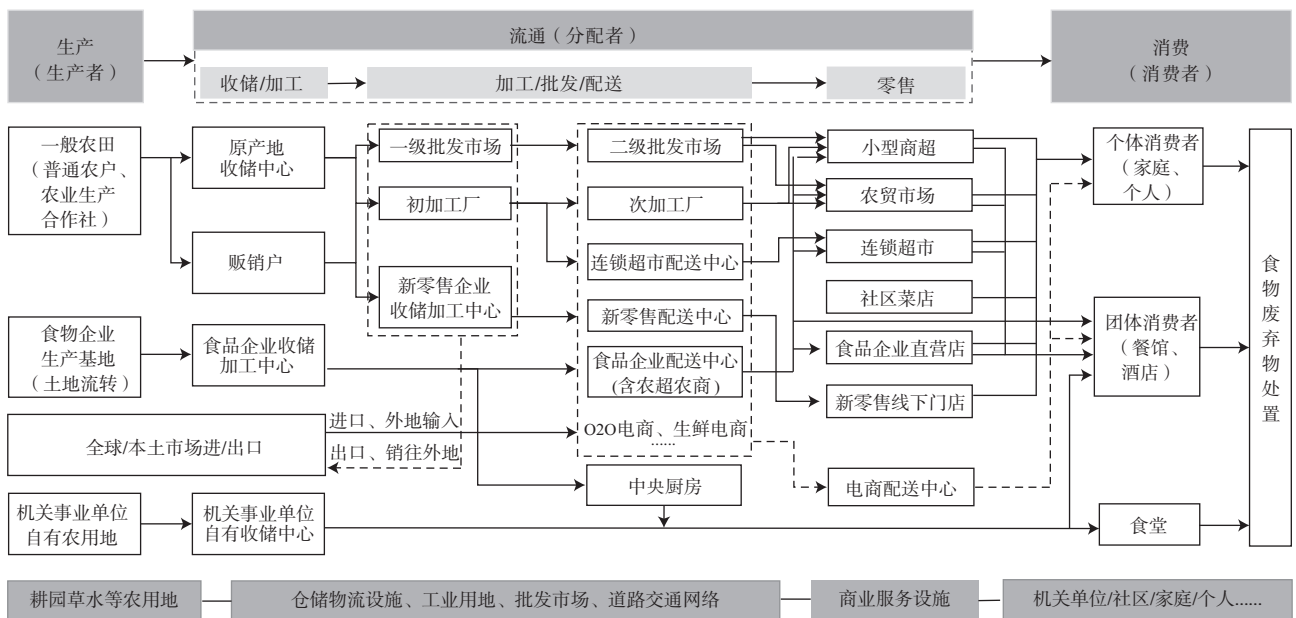 生产
（生产者）
流通（分配者）
消费
（消费者）
收储/加工
加工/批发/配送
零售
一般农田
（普通农户、
农业生产
合作社）
原产地
收储中心
贩销户
一级批发市场
初加工厂
新零售企业
收储加工中心
二级批发市场
次加工厂
连锁超市配送中心
新零售配送中心
食品企业配送中心
(含农超农商)
O2O电商、生鲜电商
......
小型商超
农贸市场
连锁超市
社区菜店
食品企业直营店
新零售线下门店
个体消费者
（家庭、
个人）
团体消费者
（餐馆、
酒店）
食物废弃物处置
食物企业
生产基地
（土地流转）
食品企业收储
加工中心
全球/本土市场进/出口
进口、外地输入
出口、销往外地
中央厨房
电商配送中心
机关事业单位
自有农用地
机关事业单位
自有收储中心
食堂
耕园草水等农用地
仓储物流设施、工业用地、批发市场、道路交通网络
商业服务设施
机关单位/社区/家庭/个人......